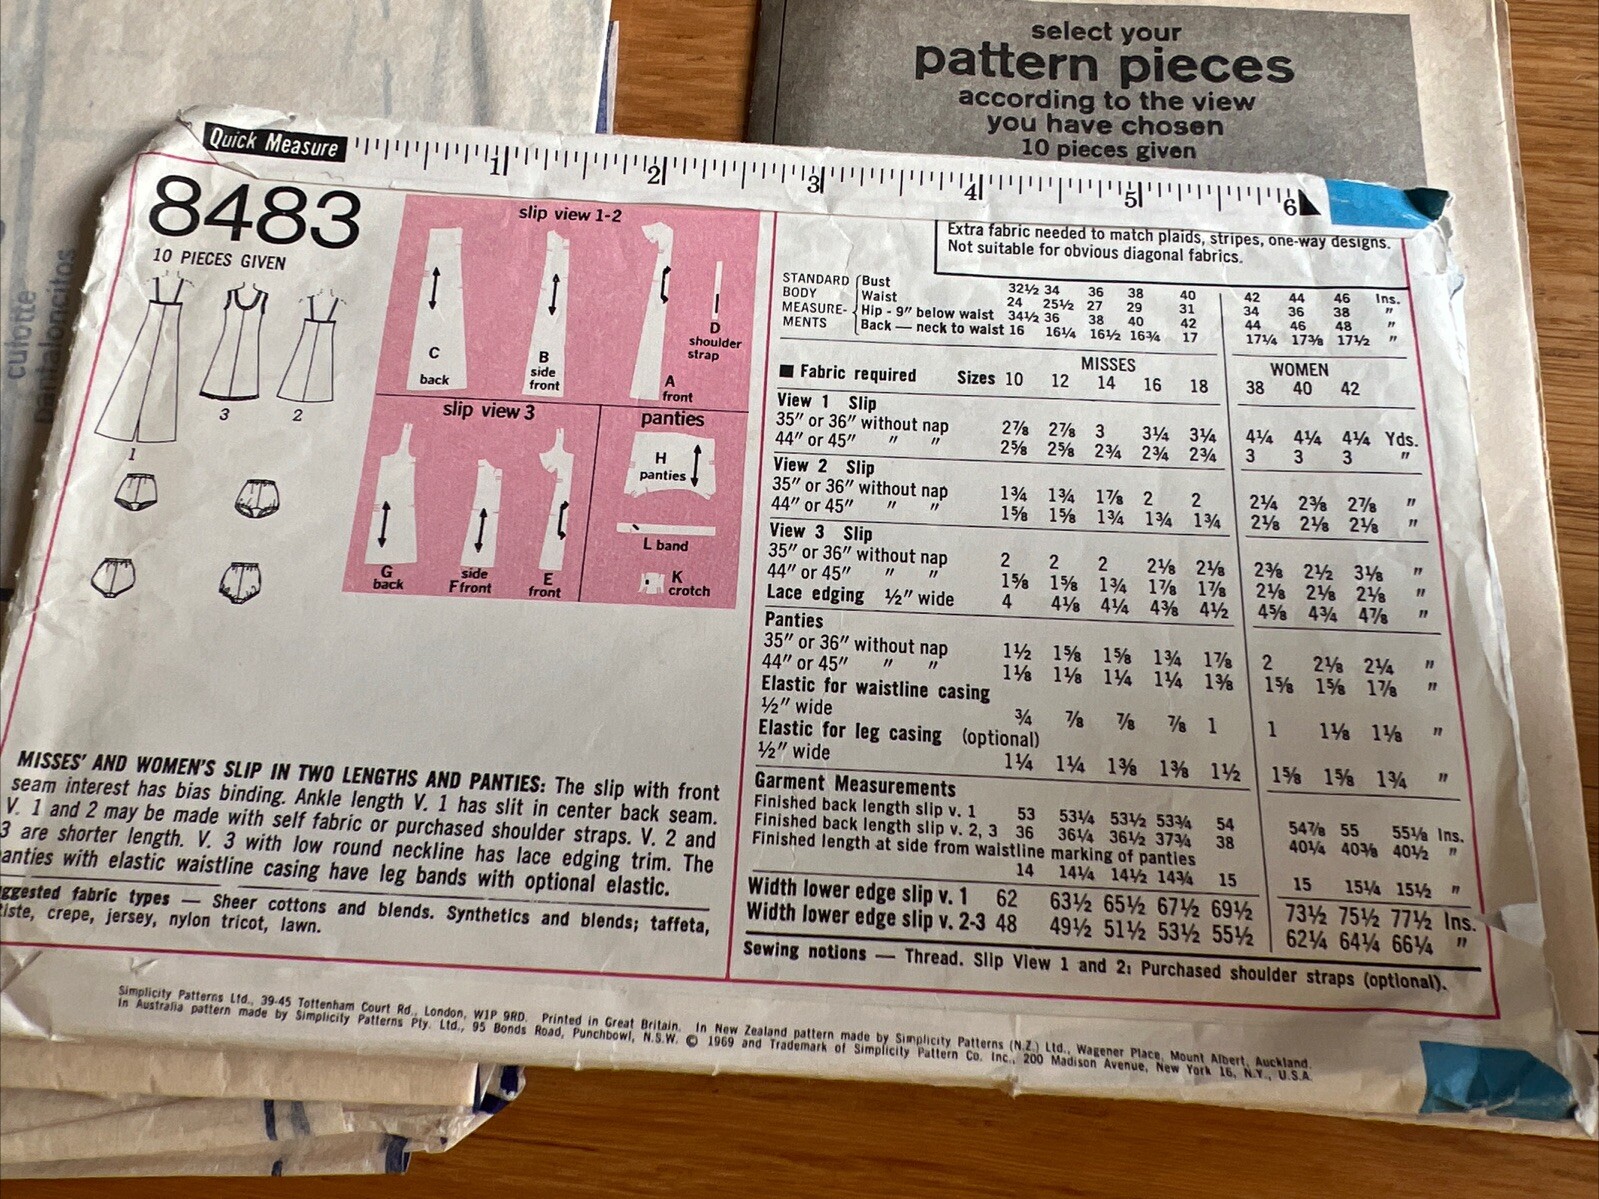 select your
pattern pieces
according to the view
you have chosen
10 pieces given
culotte
pantaloncitos
Quick Measure
1 2 3 4 5 6
8483
10 PIECES GIVEN
1
3
2
slip view 1-2
C
back
B
side
front
A
front
D
shoulder
strap
slip view 3
G
back
side
F front
E
front
panties
H
panties
L band
K
crotch
MISSES' AND WOMEN'S SLIP IN TWO LENGTHS AND PANTIES: The slip with front
seam interest has bias binding. Ankle length V. 1 has slit in center back seam.
V. 1 and 2 may be made with self fabric or purchased shoulder straps. V. 2 and
3 are shorter length. V. 3 with low round neckline has lace edging trim. The
anties with elastic waistline casing have leg bands with optional elastic.
ggested fabric types — Sheer cottons and blends. Synthetics and blends; taffeta,
tiste, crepe, jersey, nylon tricot, lawn.
Extra fabric needed to match plaids, stripes, one-way designs.
Not suitable for obvious diagonal fabrics.
STANDARD BODY MEASURE-MENTS
Bust 32½ 34 36 38 40 42 44 46 Ins.
Waist 24 25½ 27 29 31 34 36 38 "
Hip - 9" below waist 34½ 36 38 40 42 44 46 48 "
Back — neck to waist 16 16¼ 16½ 16¾ 17 17¼ 17⅜ 17½ "
MISSES WOMEN
■ Fabric required Sizes 10 12 14 16 18 38 40 42
View 1 Slip
35" or 36" without nap 2⅞ 2⅞ 3 3¼ 3¼ 4¼ 4¼ 4¼ Yds.
44" or 45" " " 2⅝ 2⅝ 2¾ 2¾ 2¾ 3 3 3 "
View 2 Slip
35" or 36" without nap 1¾ 1¾ 1⅞ 2 2 2¼ 2⅜ 2⅞ "
44" or 45" " " 1⅝ 1⅝ 1¾ 1¾ 1¾ 2⅛ 2⅛ 2⅛ "
View 3 Slip
35" or 36" without nap 2 2 2 2⅛ 2⅛ 2⅜ 2½ 3⅛ "
44" or 45" " " 1⅝ 1⅝ 1¾ 1⅞ 1⅞ 2⅛ 2⅛ 2⅛ "
Lace edging ½" wide 4 4⅛ 4¼ 4⅜ 4½ 4⅝ 4¾ 4⅞ "
Panties
35" or 36" without nap 1½ 1⅝ 1⅝ 1¾ 1⅞ 2 2⅛ 2¼ "
44" or 45" " " 1⅛ 1⅛ 1¼ 1¼ 1⅜ 1⅝ 1⅝ 1⅞ "
Elastic for waistline casing
½" wide ¾ ⅞ ⅞ ⅞ 1 1 1⅛ 1⅛ "
Elastic for leg casing (optional)
½" wide 1¼ 1¼ 1⅜ 1⅜ 1½ 1⅝ 1⅝ 1¾ "
Garment Measurements
Finished back length slip v. 1 53 53¼ 53½ 53¾ 54 54⅞ 55 55⅛ Ins.
Finished back length slip v. 2, 3 36 36¼ 36½ 37¾ 38 40¼ 40⅜ 40½ "
Finished length at side from waistline marking of panties
14 14¼ 14½ 14¾ 15 15 15¼ 15½ "
Width lower edge slip v. 1 62 63½ 65½ 67½ 69½ 73½ 75½ 77½ Ins.
Width lower edge slip v. 2-3 48 49½ 51½ 53½ 55½ 62¼ 64¼ 66¼ "
Sewing notions — Thread. Slip View 1 and 2: Purchased shoulder straps (optional).
Simplicity Patterns Ltd., 39-45 Tottenham Court Rd., London, W1P 9RD. Printed in Great Britain. In New Zealand pattern made by Simplicity Patterns (N.Z.) Ltd., Wagener Place, Mount Albert, Auckland.
In Australia pattern made by Simplicity Patterns Pty. Ltd., 95 Bonds Road, Punchbowl, N.S.W. © 1969 and Trademark of Simplicity Pattern Co. Inc., 200 Madison Avenue, New York 16, N.Y., U.S.A.